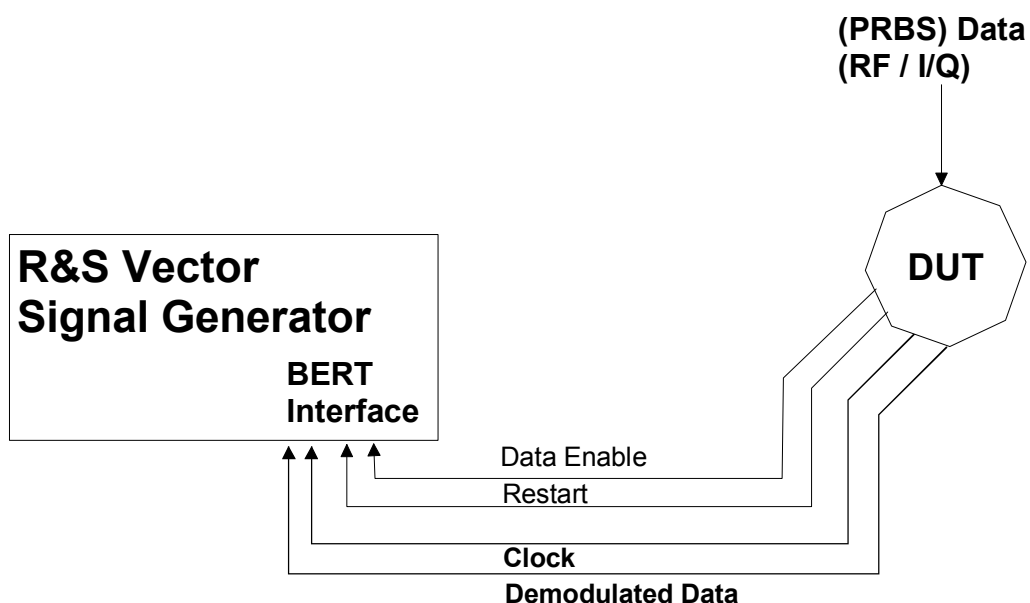 (PRBS) Data
(RF / I/Q)
DUT
R&S Vector
Signal Generator
BERT
Interface
Data Enable
Restart
Clock
Demodulated Data